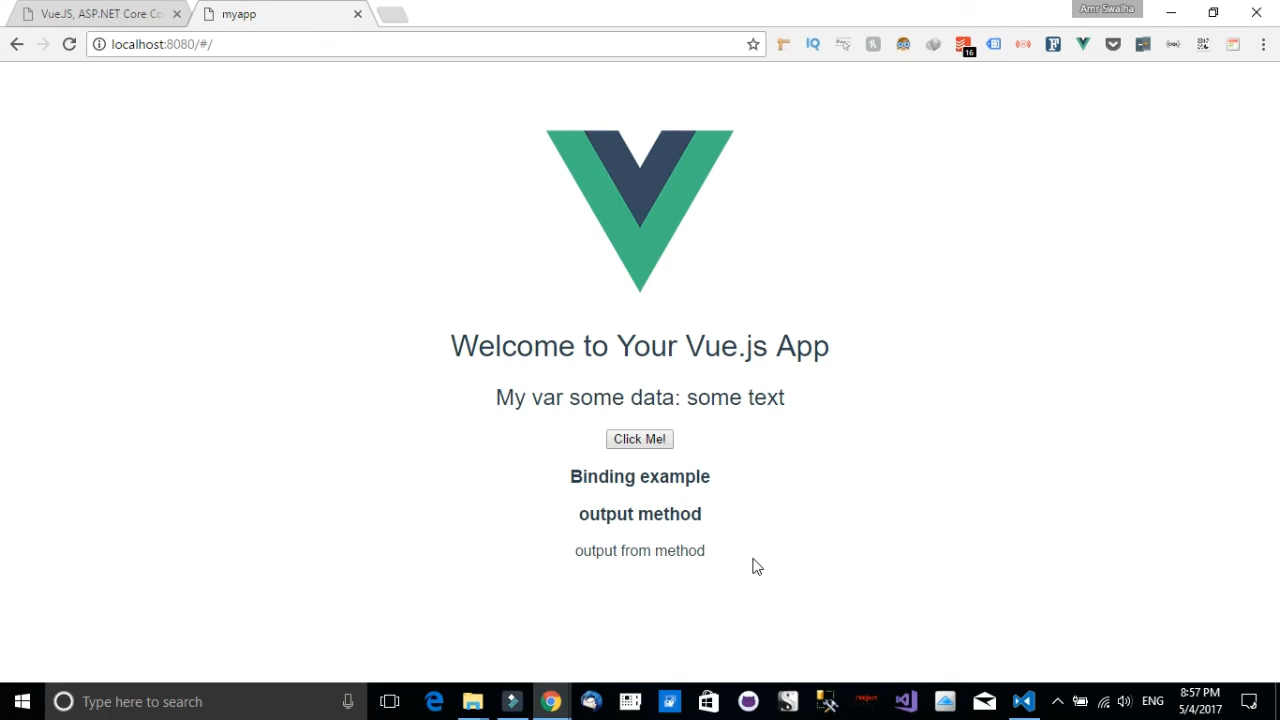 VueJS, ASP.NET Core Co
myapp
Amr Swalha
localhost:8080/#/
IQ
16
Welcome to Your Vue.js App
My var some data: some text
Click Me!
Binding example
output method
output from method
Type here to search
ENG
8:57 PM
5/4/2017